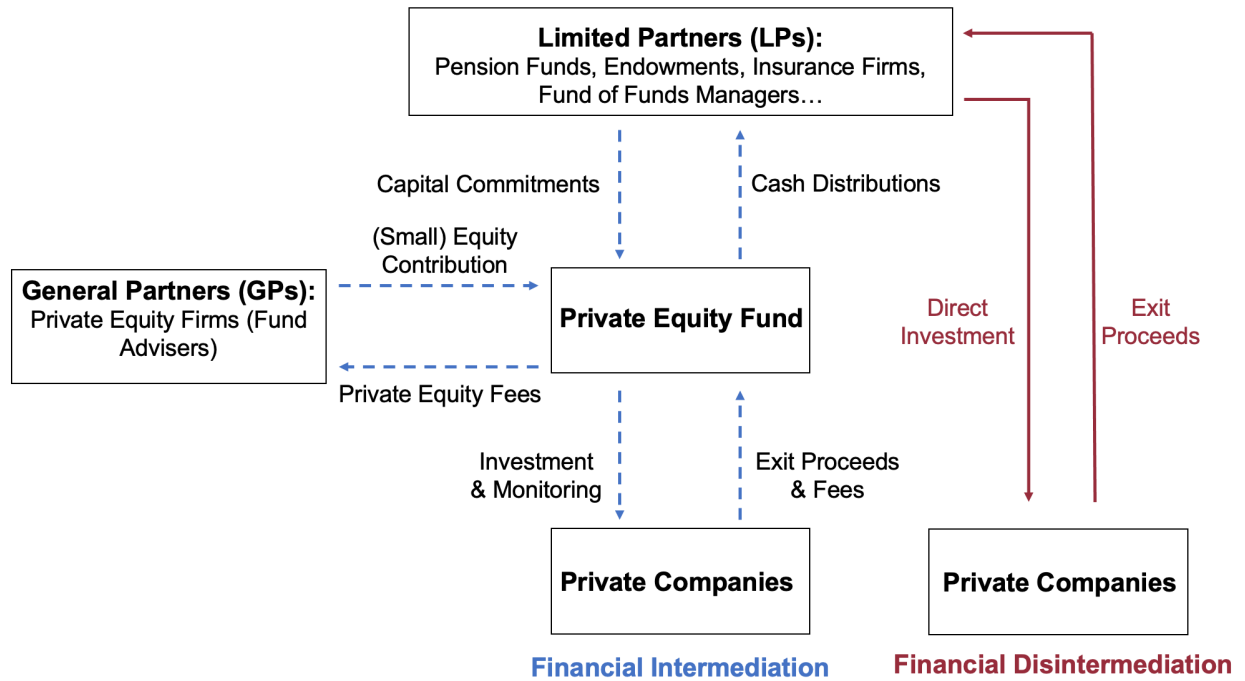 Limited Partners (LPs):
Pension Funds, Endowments, Insurance Firms,
Fund of Funds Managers…
Capital Commitments
Cash Distributions
(Small) Equity
Contribution
General Partners (GPs):
Private Equity Firms (Fund
Advisers)
Private Equity Fund
Direct
Investment
Exit
Proceeds
Private Equity Fees
Investment
& Monitoring
Exit Proceeds
& Fees
Private Companies
Private Companies
Financial Intermediation
Financial Disintermediation